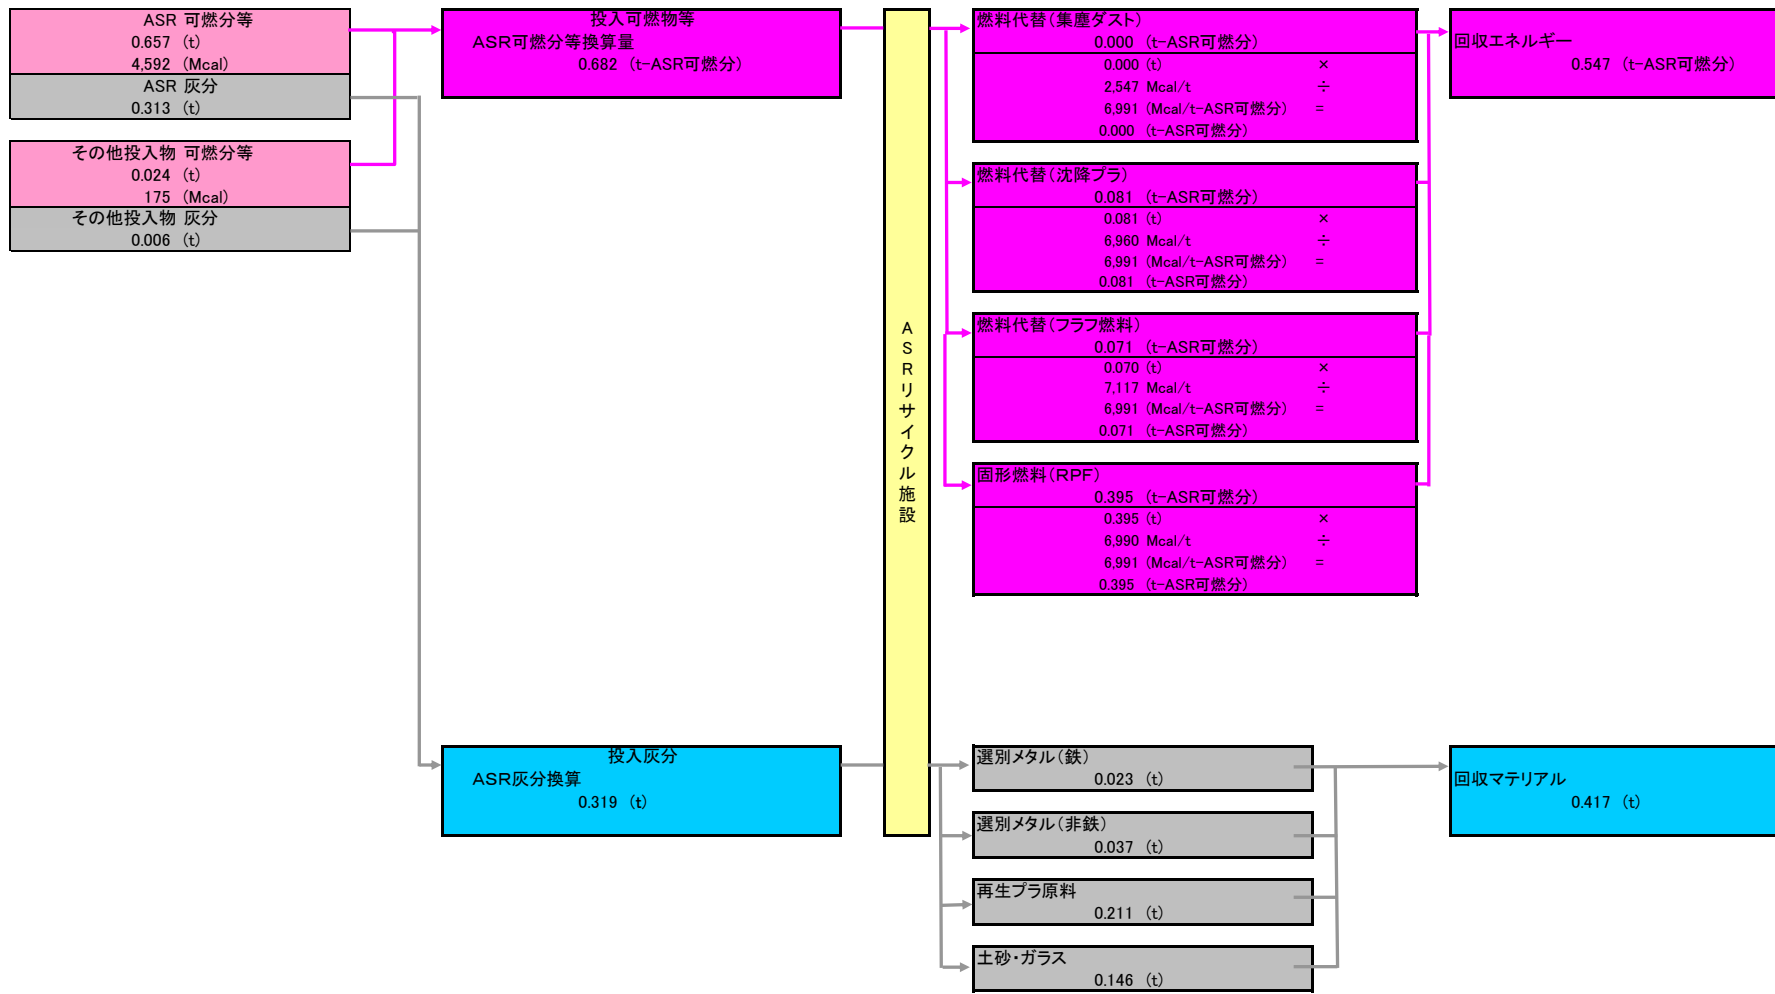 ASR 可燃分等
0.657 (t)
4,592 (Mcal)
ASR 灰分
0.313 (t)
その他投入物 可燃分等
0.024 (t)
175 (Mcal)
その他投入物 灰分
0.006 (t)
投入可燃物等
ASR可燃分等換算量
0.682 (t-ASR可燃分)
投入灰分
ASR灰分換算
0.319 (t)
ASRリサイクル施設
燃料代替(集塵ダスト)
0.000 (t-ASR可燃分)
0.000 (t) ×
2,547 Mcal/t ÷
6,991 (Mcal/t-ASR可燃分) =
0.000 (t-ASR可燃分)
燃料代替(沈降プラ)
0.081 (t-ASR可燃分)
0.081 (t) ×
6,960 Mcal/t ÷
6,991 (Mcal/t-ASR可燃分) =
0.081 (t-ASR可燃分)
燃料代替(フラフ燃料)
0.071 (t-ASR可燃分)
0.070 (t) ×
7,117 Mcal/t ÷
6,991 (Mcal/t-ASR可燃分) =
0.071 (t-ASR可燃分)
固形燃料(RPF)
0.395 (t-ASR可燃分)
0.395 (t) ×
6,990 Mcal/t ÷
6,991 (Mcal/t-ASR可燃分) =
0.395 (t-ASR可燃分)
選別メタル(鉄)
0.023 (t)
選別メタル(非鉄)
0.037 (t)
再生プラ原料
0.211 (t)
土砂・ガラス
0.146 (t)
回収エネルギー
0.547 (t-ASR可燃分)
回収マテリアル
0.417 (t)